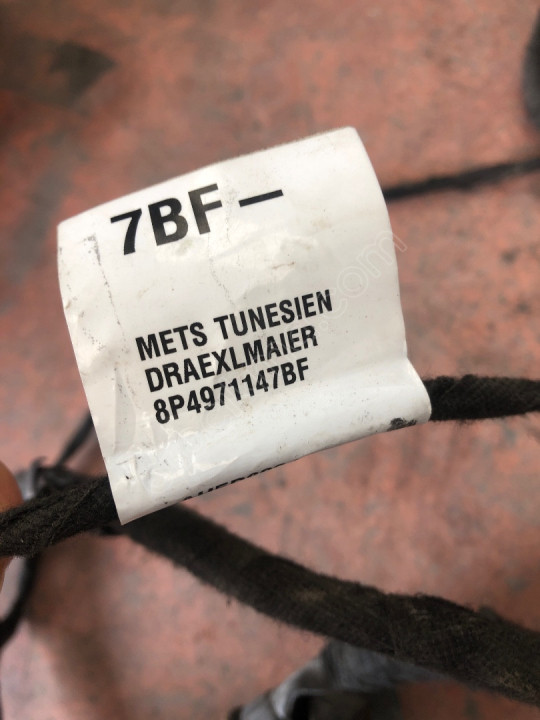 7BF-
METS TUNESIEN
DRAEXLMAIER
8P4971147BF